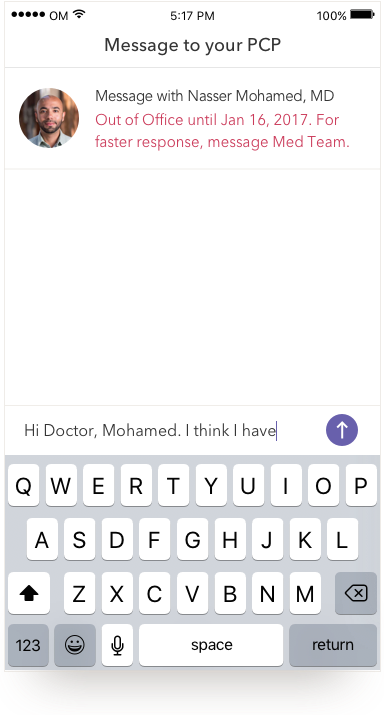 OM 5:17 PM 100%
Message to your PCP
Message with Nasser Mohamed, MD
Out of Office until Jan 16, 2017. For
faster response, message Med Team.
Hi Doctor, Mohamed. I think I have
Q W E R T Y U I O P
A S D F G H J K L
Z X C V B N M
123 space return